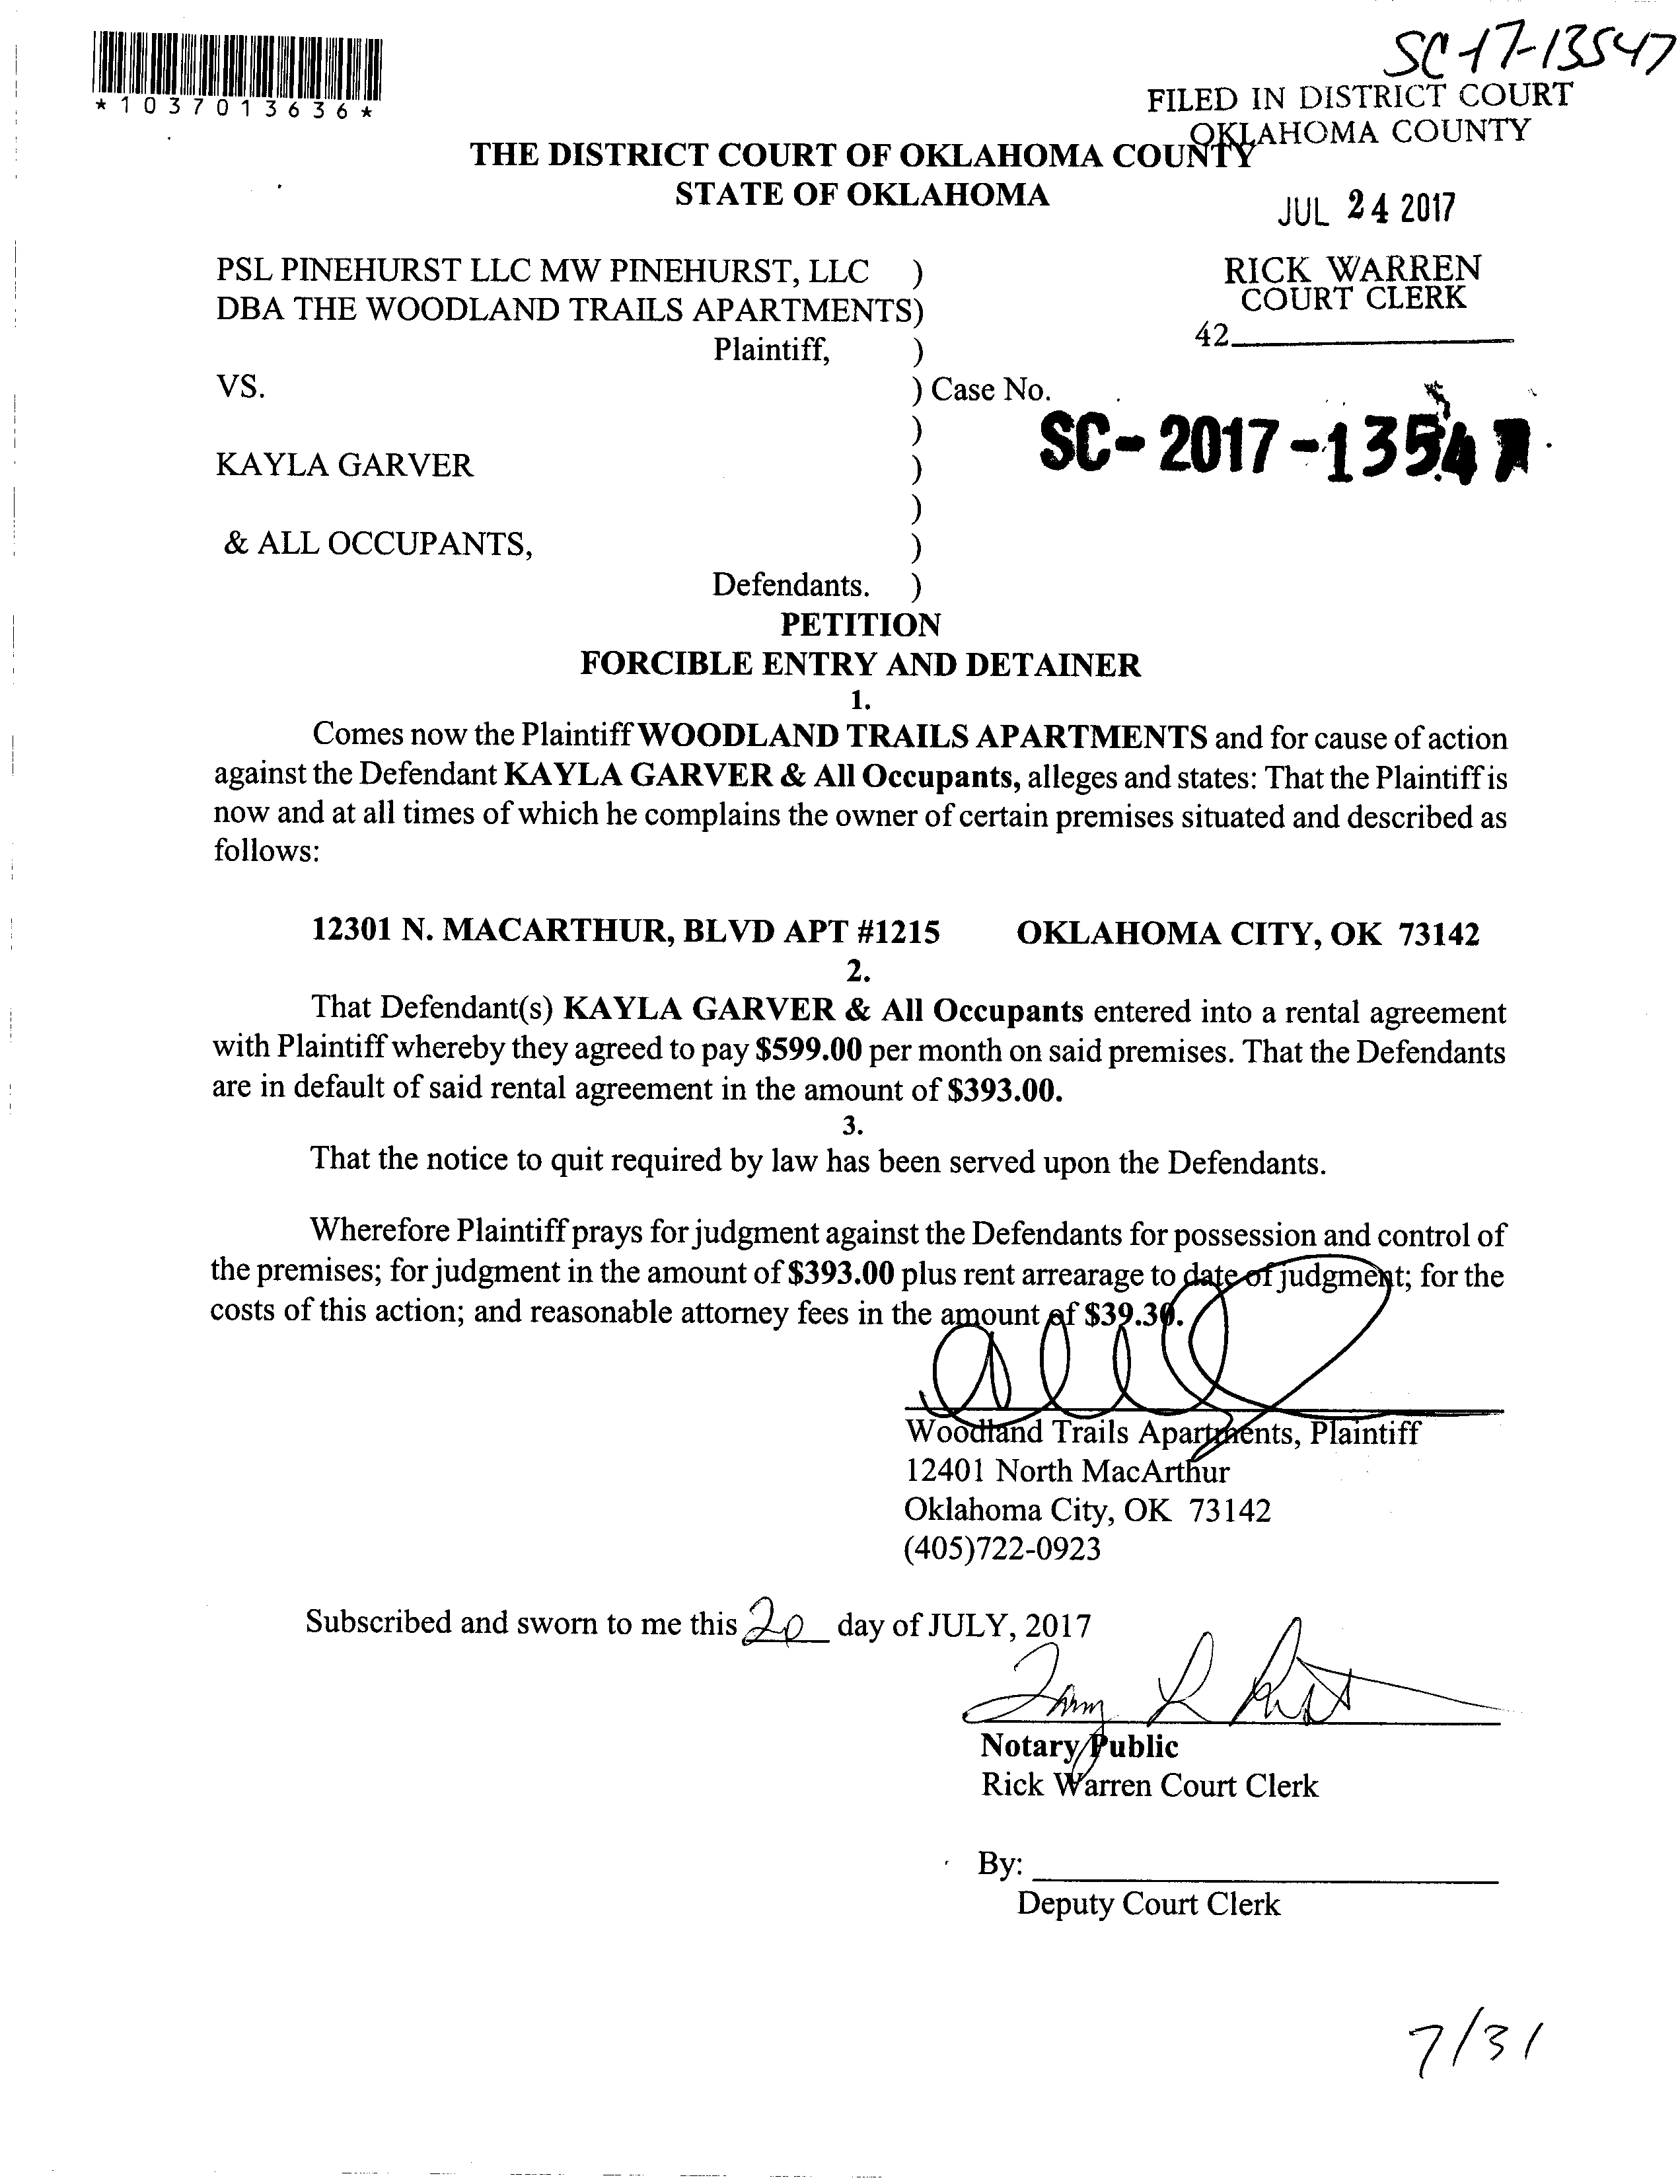 SC-17-13547
*1037013636*
FILED IN DISTRICT COURT
OKLAHOMA COUNTY
THE DISTRICT COURT OF OKLAHOMA COUNTY
STATE OF OKLAHOMA
JUL 24 2017
PSL PINEHURST LLC MW PINEHURST, LLC )
DBA THE WOODLAND TRAILS APARTMENTS)
Plaintiff, )
RICK WARREN
COURT CLERK
42
VS. ) Case No.
)
SC-2017-13547
KAYLA GARVER )
)
& ALL OCCUPANTS, )
Defendants. )
PETITION
FORCIBLE ENTRY AND DETAINER
1.
Comes now the Plaintiff WOODLAND TRAILS APARTMENTS and for cause of action
against the Defendant KAYLA GARVER & All Occupants, alleges and states: That the Plaintiff is
now and at all times of which he complains the owner of certain premises situated and described as
follows:
12301 N. MACARTHUR, BLVD APT #1215 OKLAHOMA CITY, OK 73142
2.
That Defendant(s) KAYLA GARVER & All Occupants entered into a rental agreement
with Plaintiff whereby they agreed to pay $599.00 per month on said premises. That the Defendants
are in default of said rental agreement in the amount of $393.00.
3.
That the notice to quit required by law has been served upon the Defendants.
Wherefore Plaintiff prays for judgment against the Defendants for possession and control of
the premises; for judgment in the amount of $393.00 plus rent arrearage to date of judgment; for the
costs of this action; and reasonable attorney fees in the amount of $39.30.
Woodland Trails Apartments, Plaintiff
12401 North MacArthur
Oklahoma City, OK 73142
(405)722-0923
Subscribed and sworn to me this 20 day of JULY, 2017
Notary Public
Rick Warren Court Clerk
By:
Deputy Court Clerk
7/31